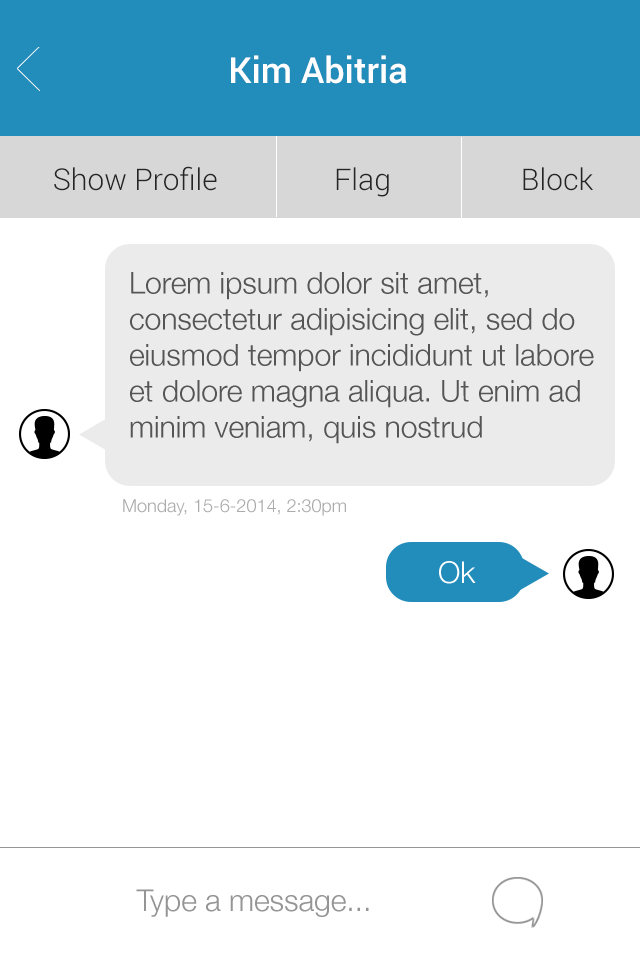 Kim Abitria
Show Profile Flag Block
Lorem ipsum dolor sit amet,
consectetur adipisicing elit, sed do
eiusmod tempor incididunt ut labore
et dolore magna aliqua. Ut enim ad
minim veniam, quis nostrud
Monday, 15-6-2014, 2:30pm
Ok
Type a message...